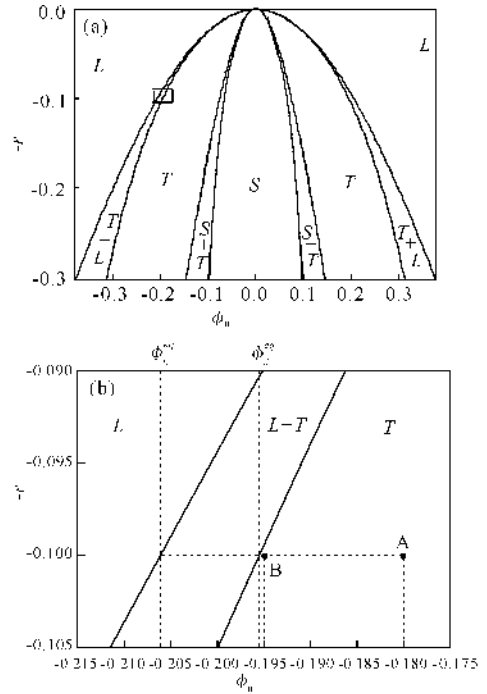 (a)
-0.0
L
L
-0.1
-r
T
S
T
-0.2
L-T
S-T
S-T
T+L
-0.3
-0.3 -0.2 -0.1 0.0 0.1 0.2 0.3
ϕ₀
(b)
-0.090
L
L-T
T
-0.095
-r
-0.100
A
B
-0.105
-0.215 -0.210 -0.205 -0.200 -0.195 -0.190 -0.185 -0.180 -0.175
ϕ₀